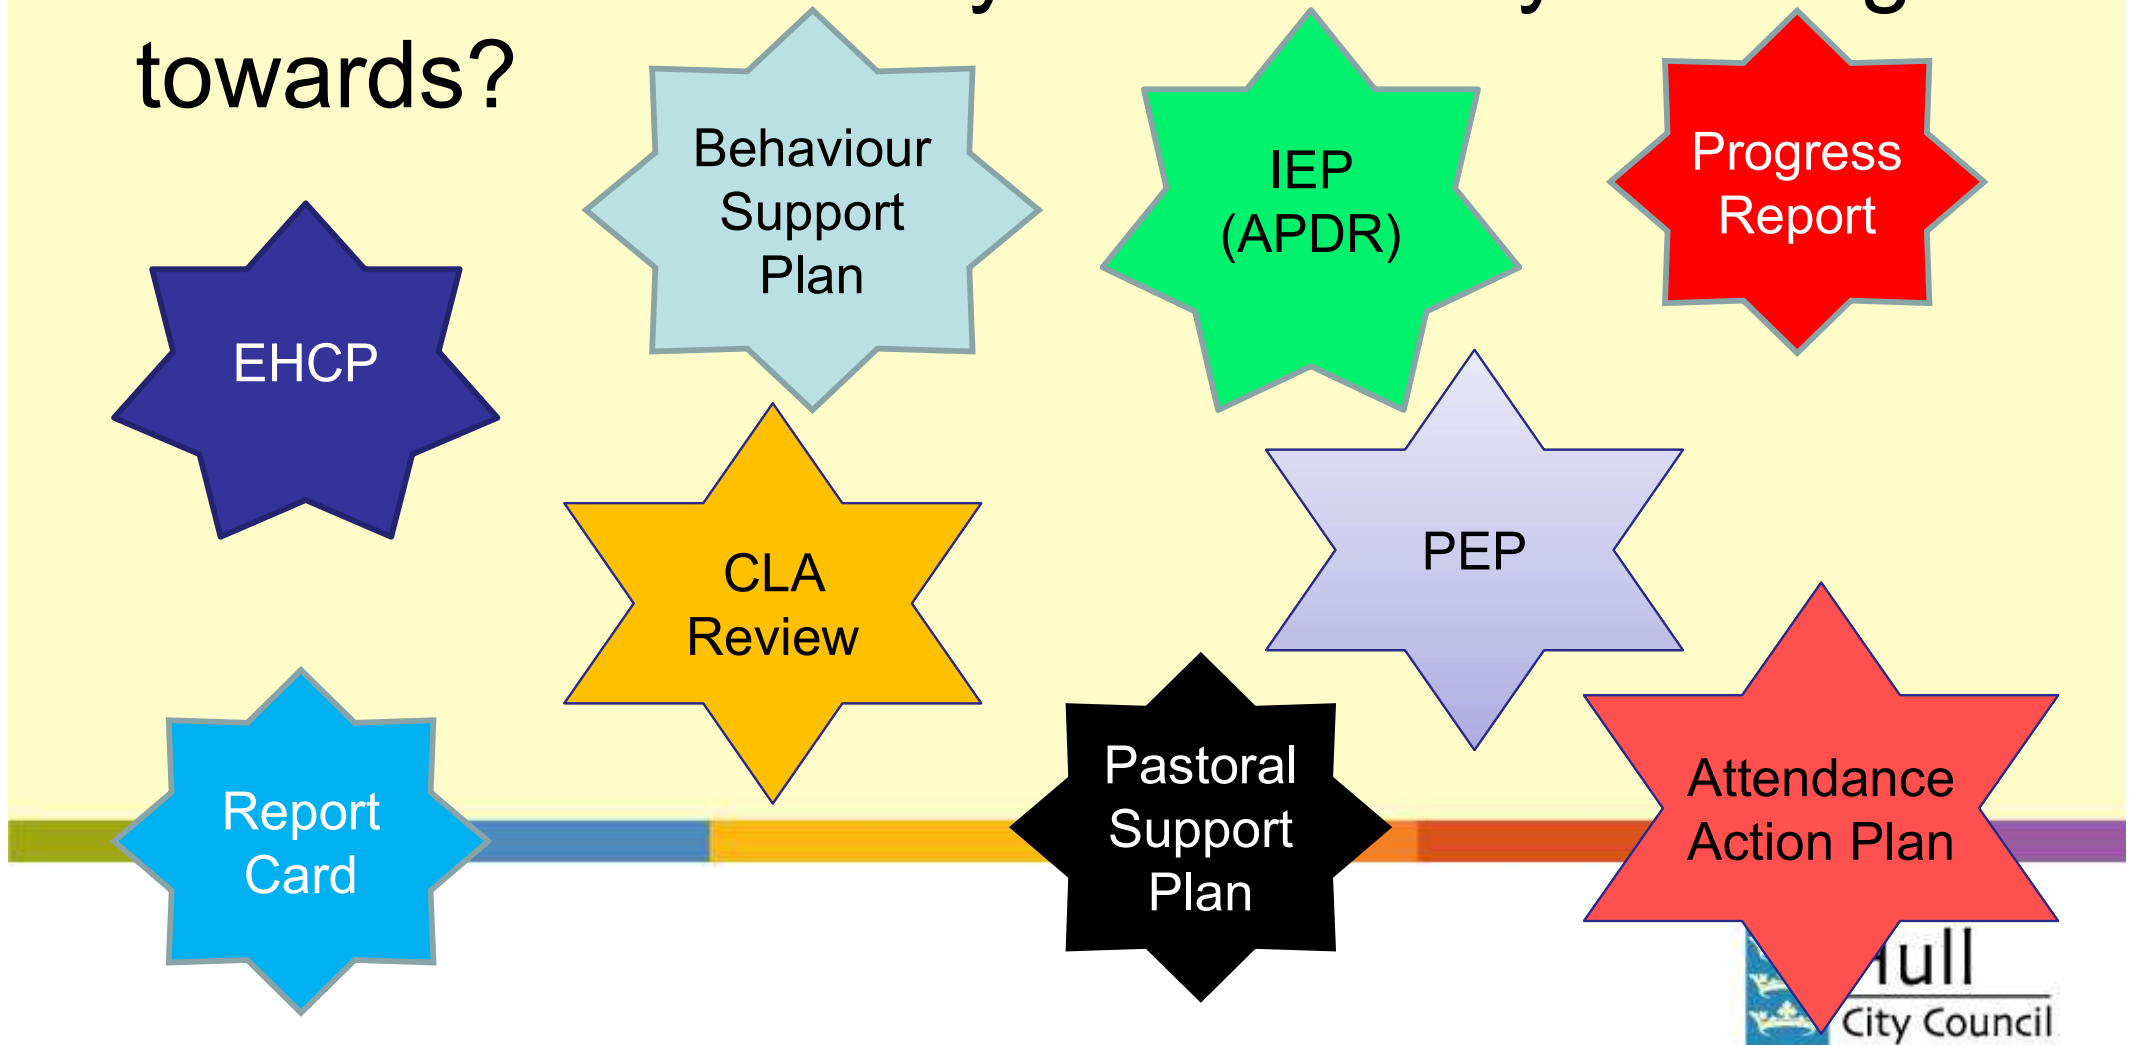 towards?
Behaviour
Support
Plan
IEP
(APDR)
Progress
Report
EHCP
CLA
Review
PEP
Report
Card
Pastoral
Support
Plan
Attendance
Action Plan
City Council